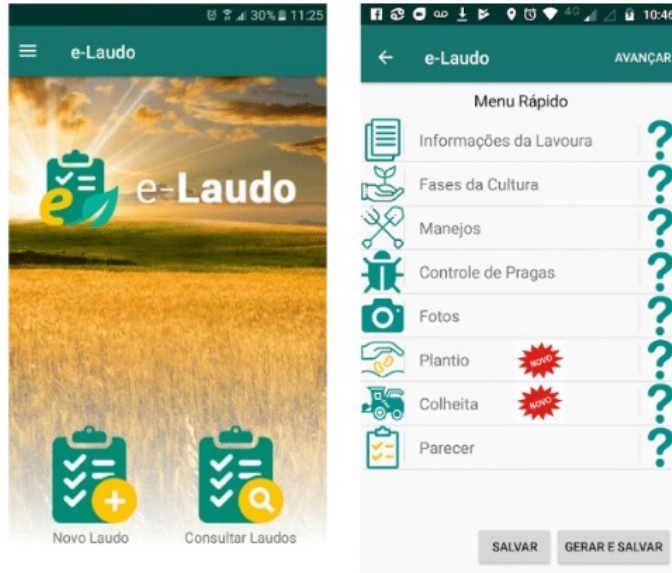 30% 11:25
e-Laudo
e-Laudo
Novo Laudo
Consultar Laudos
4G 10:46
e-Laudo
AVANÇAR
Menu Rápido
Informações da Lavoura ?
Fases da Cultura ?
Manejos ?
Controle de Pragas ?
Fotos ?
Plantio NOVO ?
Colheita NOVO ?
Parecer ?
SALVAR
GERAR E SALVAR